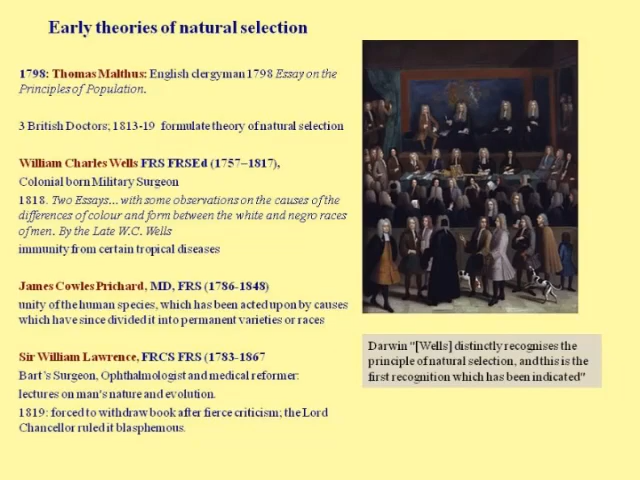 Early theories of natural selection
1798: Thomas Malthus: English clergyman 1798 Essay on the
Principles of Population.
3 British Doctors; 1813-19 formulate theory of natural selection
William Charles Wells FRS FRSEd (1757–1817),
Colonial born Military Surgeon
1818. Two Essays... with some observations on the causes of the
differences of colour and form between the white and negro races
of men. By the Late W.C. Wells
immunity from certain tropical diseases
James Cowles Prichard, MD, FRS (1786-1848)
unity of the human species, which has been acted upon by causes
which have since divided it into permanent varieties or races
Sir William Lawrence, FRCS FRS (1783-1867
Bart's Surgeon, Ophthalmologist and medical reformer:
lectures on man's nature and evolution.
1819: forced to withdraw book after fierce criticism; the Lord
Chancellor ruled it blasphemous.
Darwin "[Wells] distinctly recognises the
principle of natural selection, and this is the
first recognition which has been indicated"